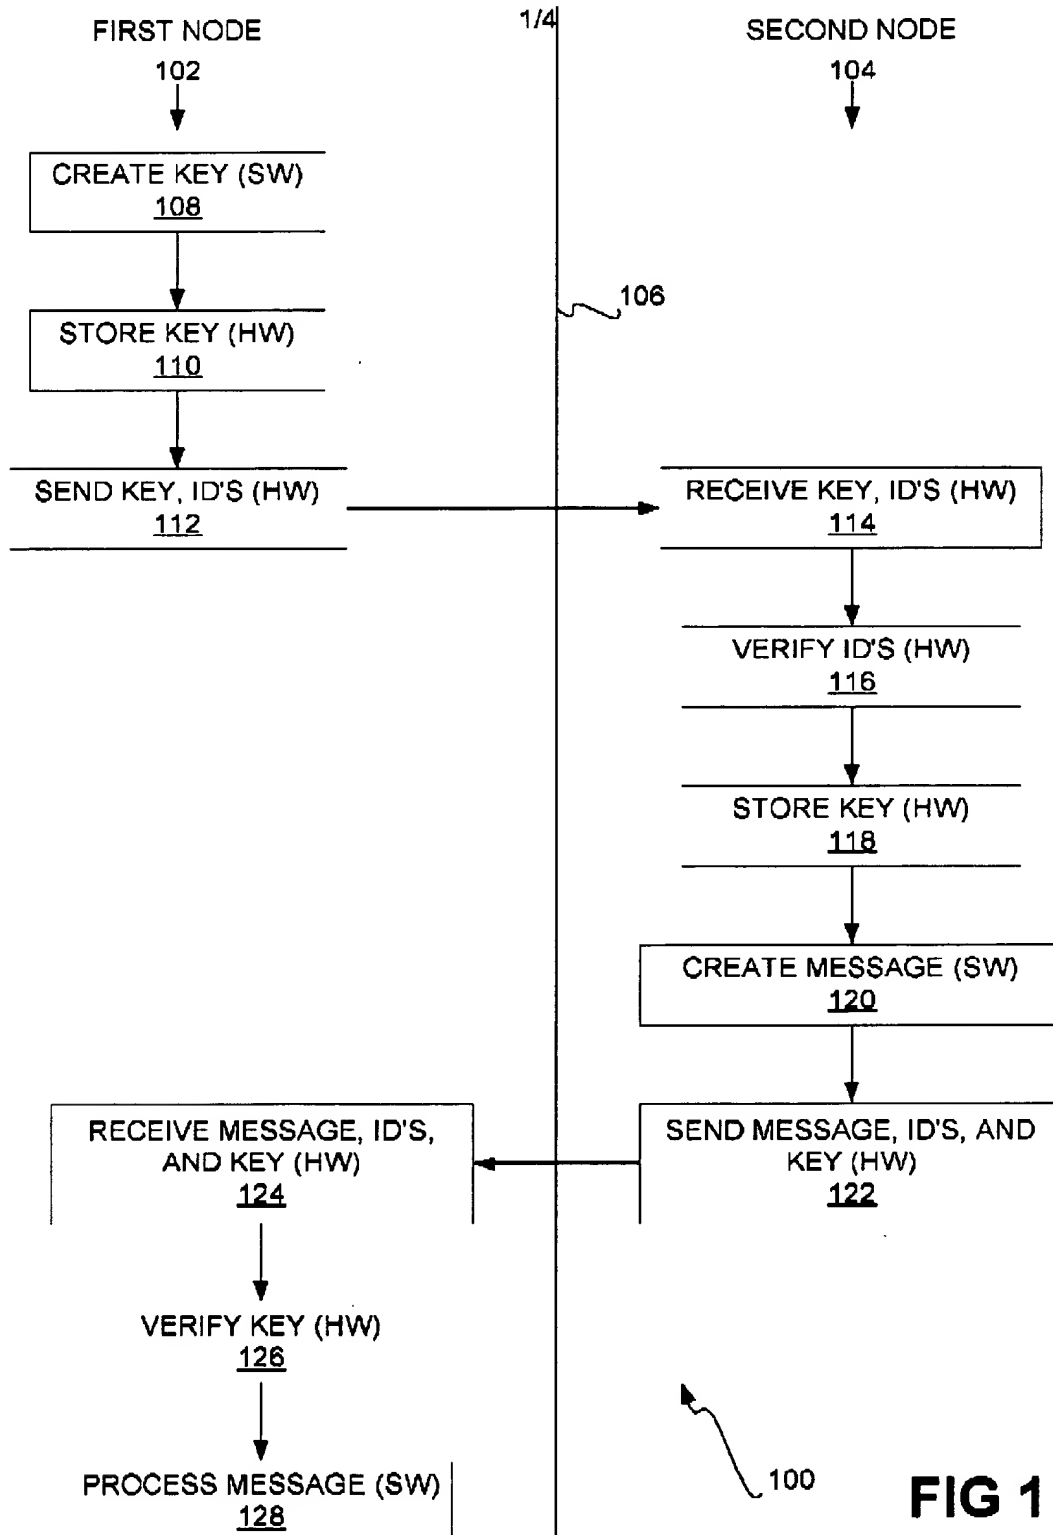 1/4
FIRST NODE
102
SECOND NODE
104
CREATE KEY (SW)
108
106
STORE KEY (HW)
110
SEND KEY, ID'S (HW)
112
RECEIVE KEY, ID'S (HW)
114
VERIFY ID'S (HW)
116
STORE KEY (HW)
118
CREATE MESSAGE (SW)
120
SEND MESSAGE, ID'S, AND
KEY (HW)
122
RECEIVE MESSAGE, ID'S,
AND KEY (HW)
124
VERIFY KEY (HW)
126
PROCESS MESSAGE (SW)
128
100
FIG 1